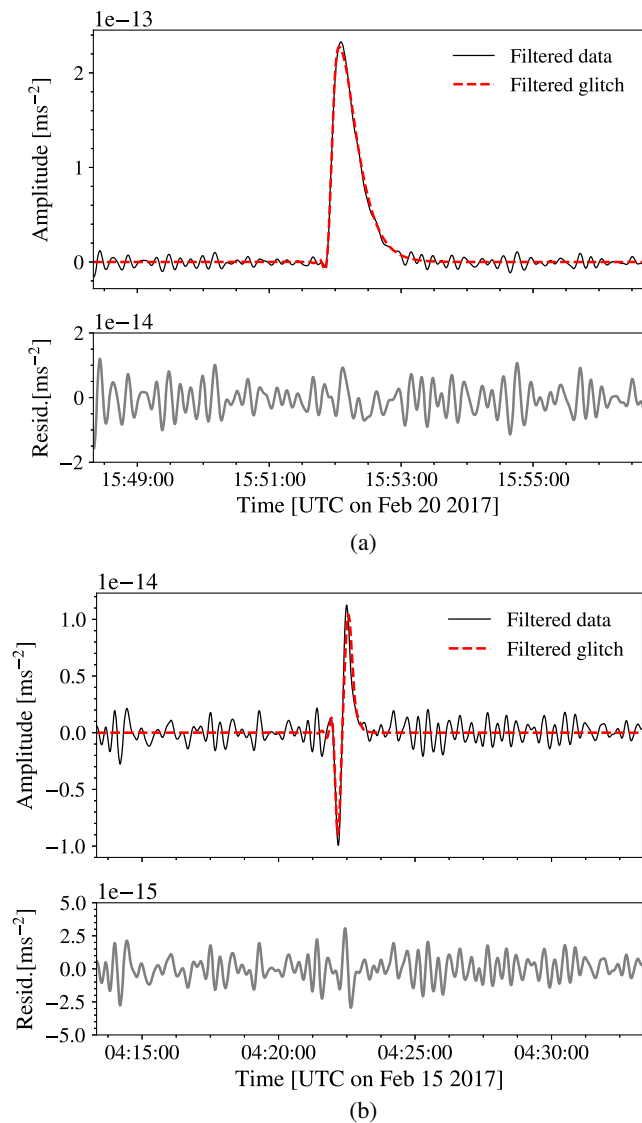 1e−13
Filtered data
Filtered glitch
Amplitude [ms⁻²]
2
1
0
1e−14
Resid.[ms⁻²]
2
0
−2
15:49:00 15:51:00 15:53:00 15:55:00
Time [UTC on Feb 20 2017]
(a)
1e−14
Filtered data
Filtered glitch
Amplitude [ms⁻²]
1.0
0.5
0.0
−0.5
−1.0
1e−15
Resid.[ms⁻²]
5.0
2.5
0.0
−2.5
−5.0
04:15:00 04:20:00 04:25:00 04:30:00
Time [UTC on Feb 15 2017]
(b)